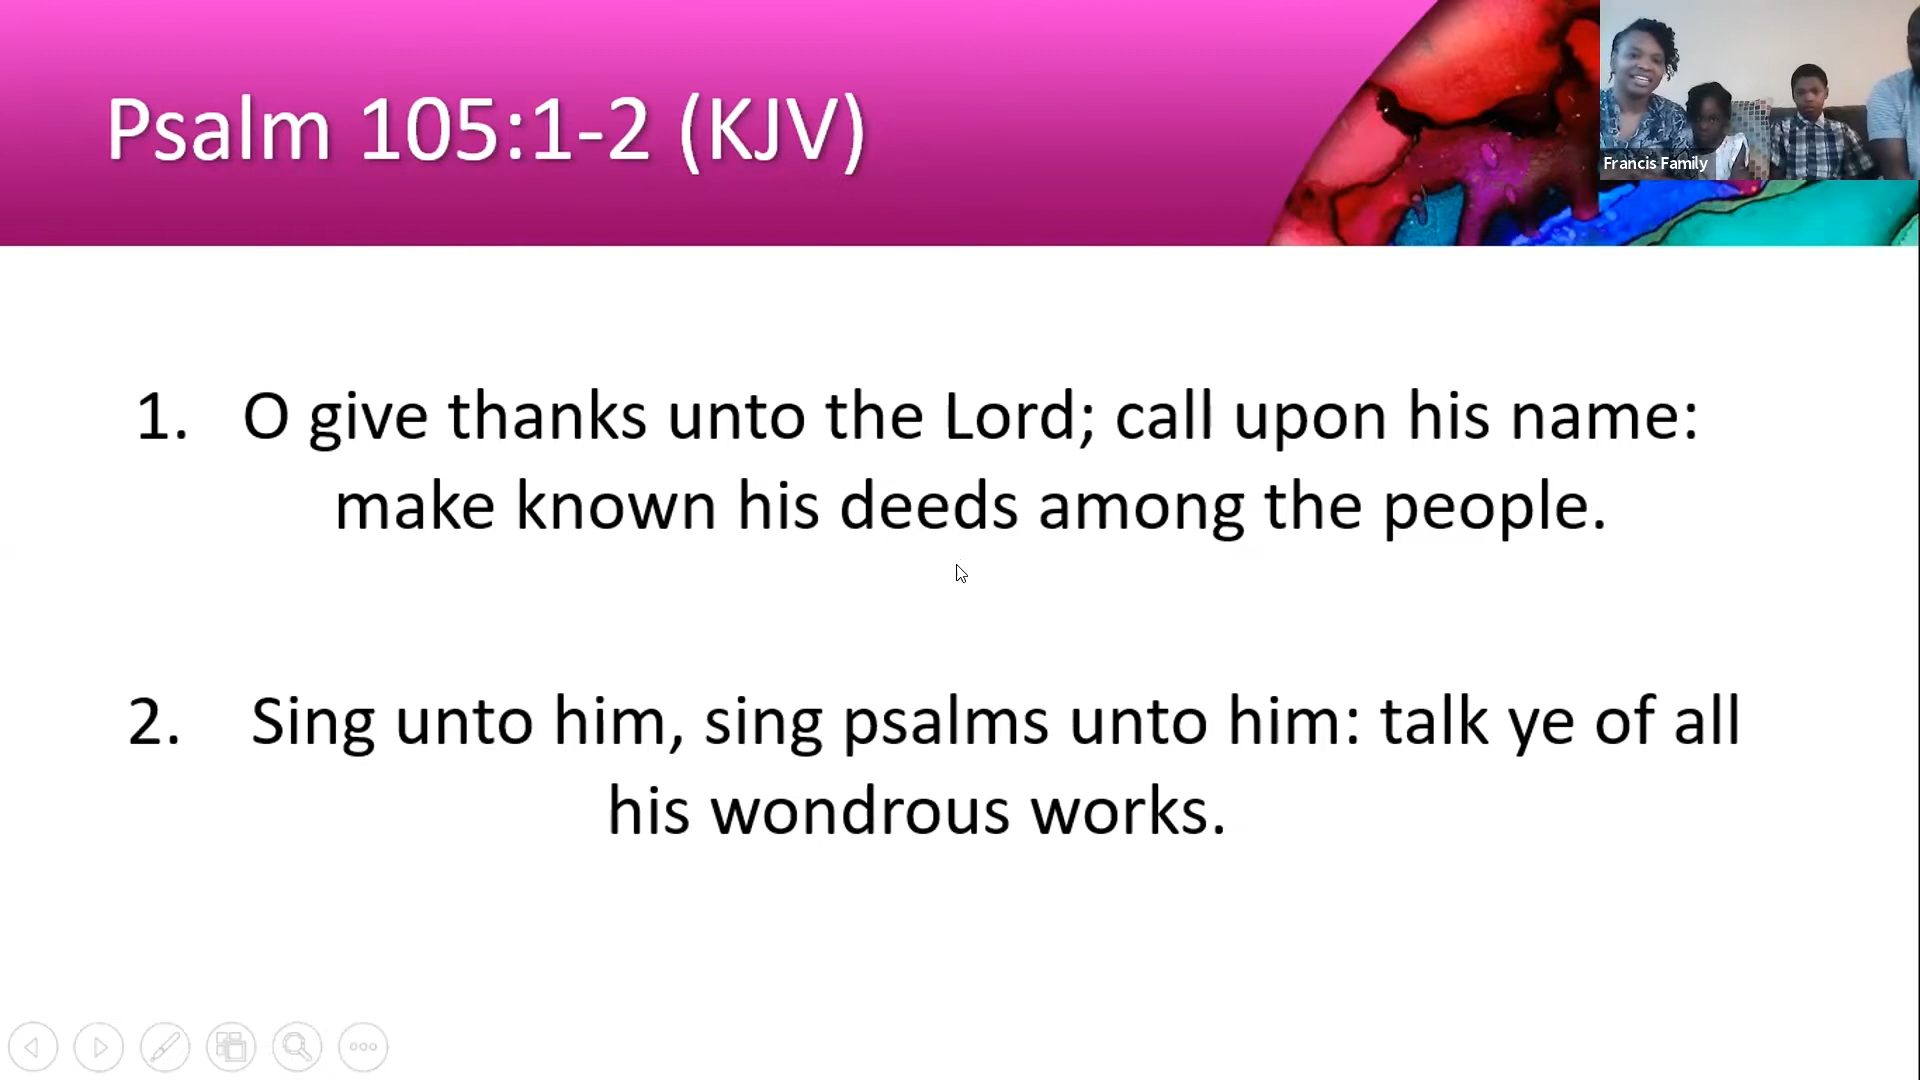 Psalm 105:1-2 (KJV)
Francis Family
1. O give thanks unto the Lord; call upon his name:
make known his deeds among the people.
2. Sing unto him, sing psalms unto him: talk ye of all
his wondrous works.